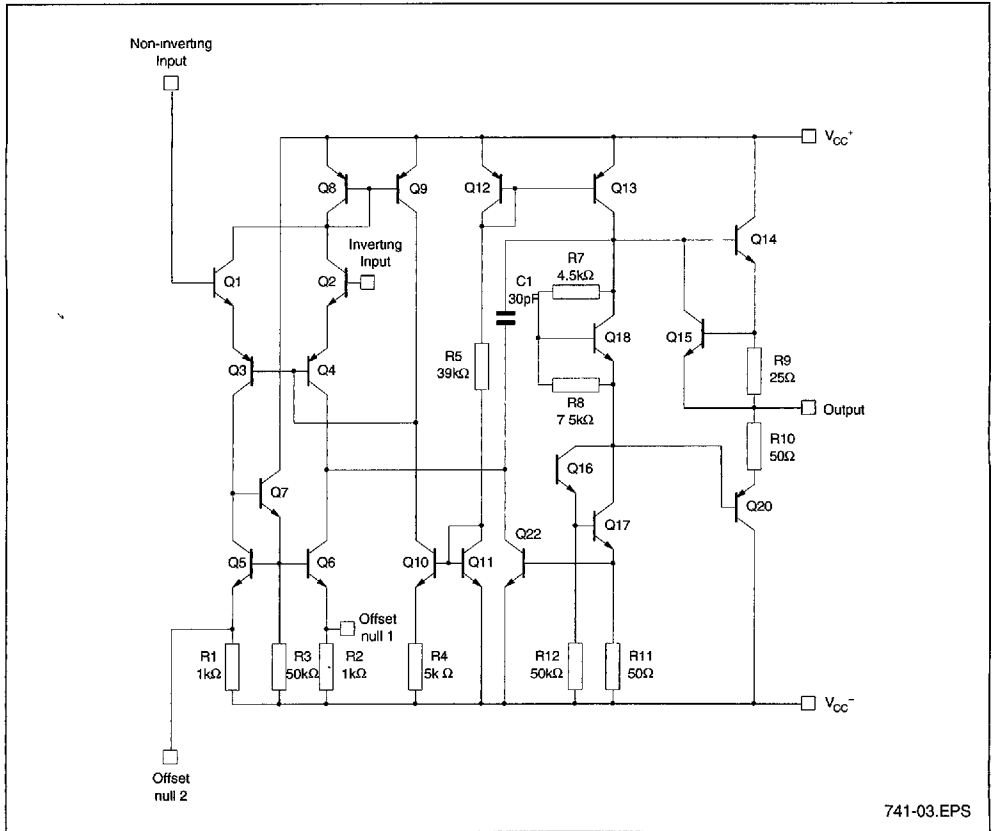 Non-inverting
Input
VCC+
Q8
Q9
Q12
Q13
Q14
Inverting
Input
Q1
Q2
R7
4.5kΩ
C1
30pF
Q18
Q15
R9
25Ω
Q3
Q4
R5
39kΩ
R8
7 5kΩ
Output
R10
50Ω
Q16
Q7
Q20
Q17
Q22
Q5
Q6
Q10
Q11
Offset
null 1
R1
1kΩ
R3
50kΩ
R2
1kΩ
R4
5k Ω
R12
50kΩ
R11
50Ω
VCC-
Offset
null 2
741-03.EPS